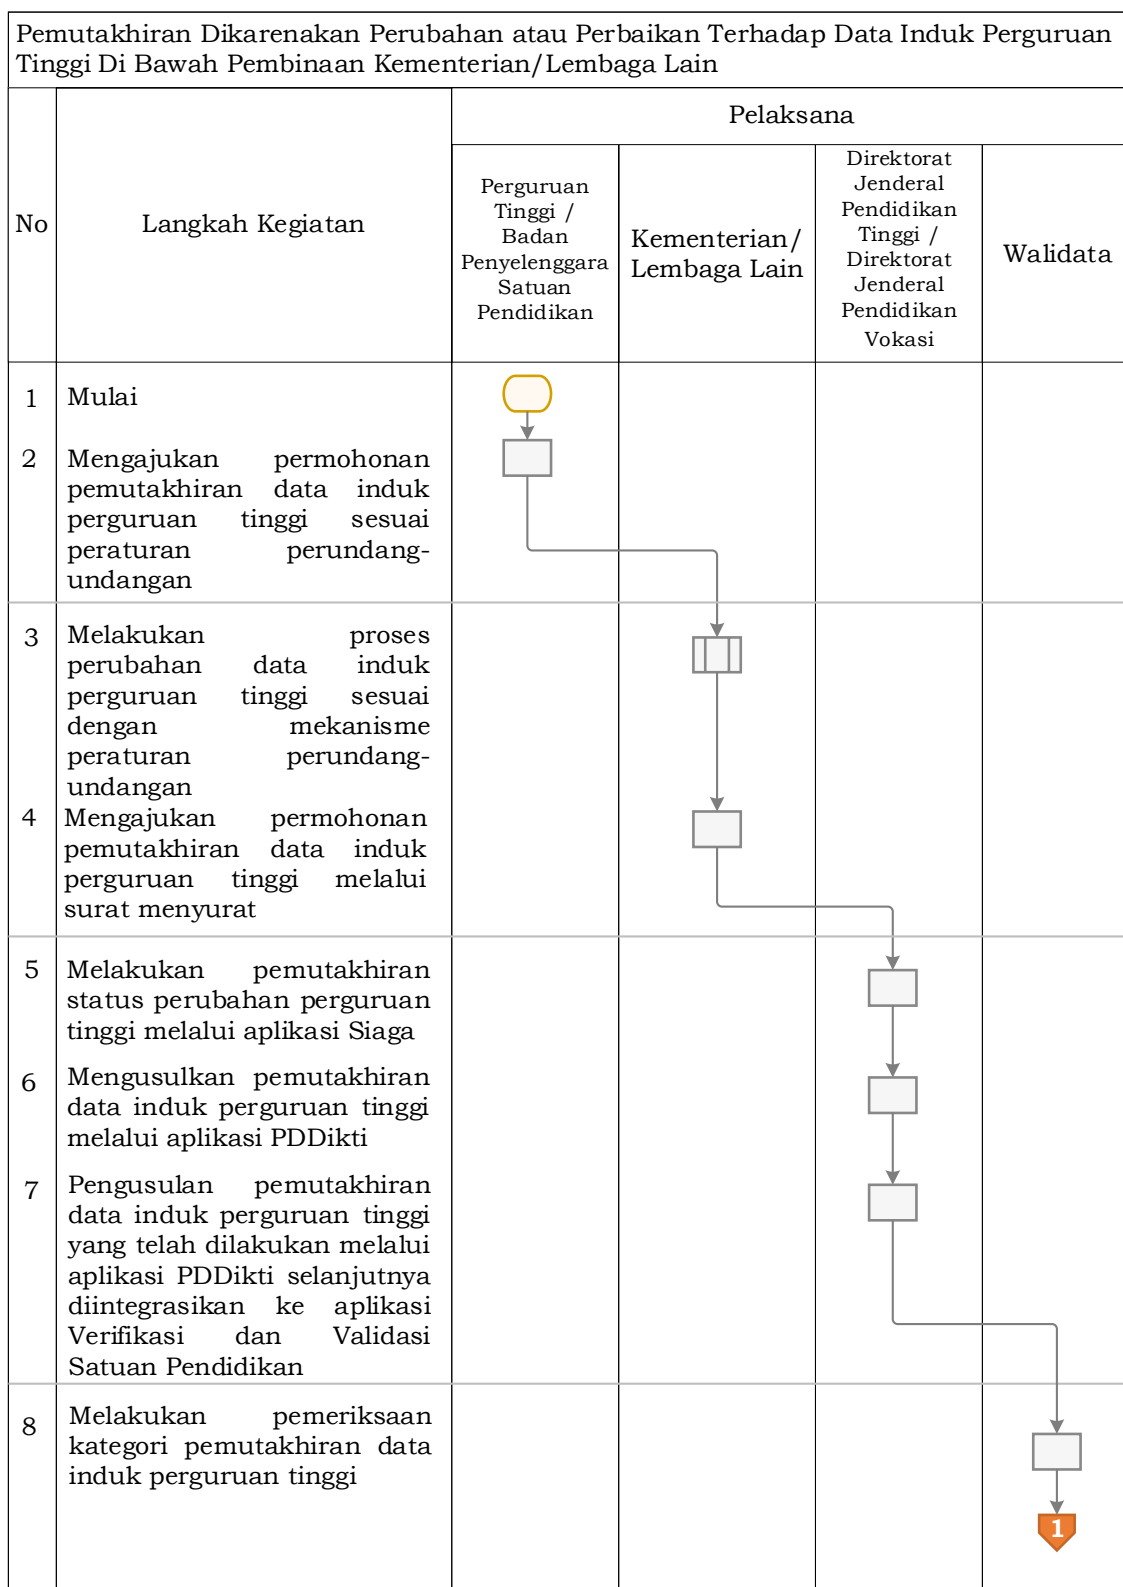 Pemutakhiran Dikarenakan Perubahan atau Perbaikan Terhadap Data Induk Perguruan
Tinggi Di Bawah Pembinaan Kementerian/Lembaga Lain
No
Langkah Kegiatan
Pelaksana
Perguruan
Tinggi /
Badan
Penyelenggara
Satuan
Pendidikan
Kementerian/
Lembaga Lain
Direktorat
Jenderal
Pendidikan
Tinggi /
Direktorat
Jenderal
Pendidikan
Vokasi
Walidata
1 Mulai
2 Mengajukan permohonan
pemutakhiran data induk
perguruan tinggi sesuai
peraturan perundang-
undangan
3 Melakukan proses
perubahan data induk
perguruan tinggi sesuai
dengan mekanisme
peraturan perundang-
undangan
4 Mengajukan permohonan
pemutakhiran data induk
perguruan tinggi melalui
surat menyurat
5 Melakukan pemutakhiran
status perubahan perguruan
tinggi melalui aplikasi Siaga
6 Mengusulkan pemutakhiran
data induk perguruan tinggi
melalui aplikasi PDDikti
7 Pengusulan pemutakhiran
data induk perguruan tinggi
yang telah dilakukan melalui
aplikasi PDDikti selanjutnya
diintegrasikan ke aplikasi
Verifikasi dan Validasi
Satuan Pendidikan
8 Melakukan pemeriksaan
kategori pemutakhiran data
induk perguruan tinggi
1